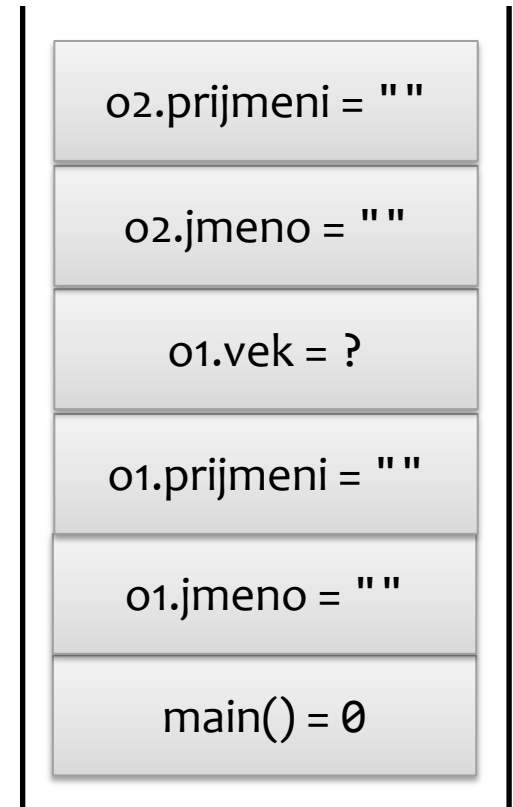 o2.prijmeni = ""
o2.jmeno = ""
o1.vek = ?
o1.prijmeni = ""
o1.jmeno = ""
main() = 0